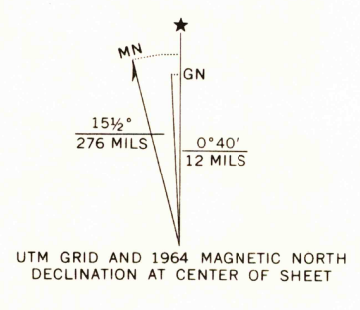 MN
GN
15½°
276 MILS
0°40'
12 MILS
UTM GRID AND 1964 MAGNETIC NORTH
DECLINATION AT CENTER OF SHEET